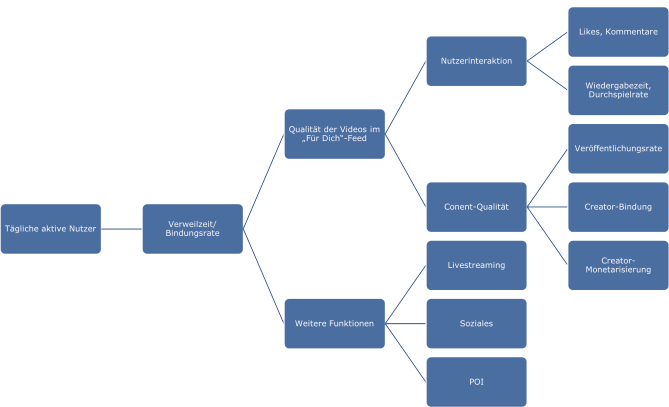 Tägliche aktive Nutzer
Verweilzeit/
Bindungsrate
Qualität der Videos im
„Für Dich“-Feed
Nutzerinteraktion
Likes, Kommentare
Wiedergabezeit,
Durchspielrate
Conent-Qualität
Veröffentlichungsrate
Creator-Bindung
Creator-
Monetarisierung
Weitere Funktionen
Livestreaming
Soziales
POI